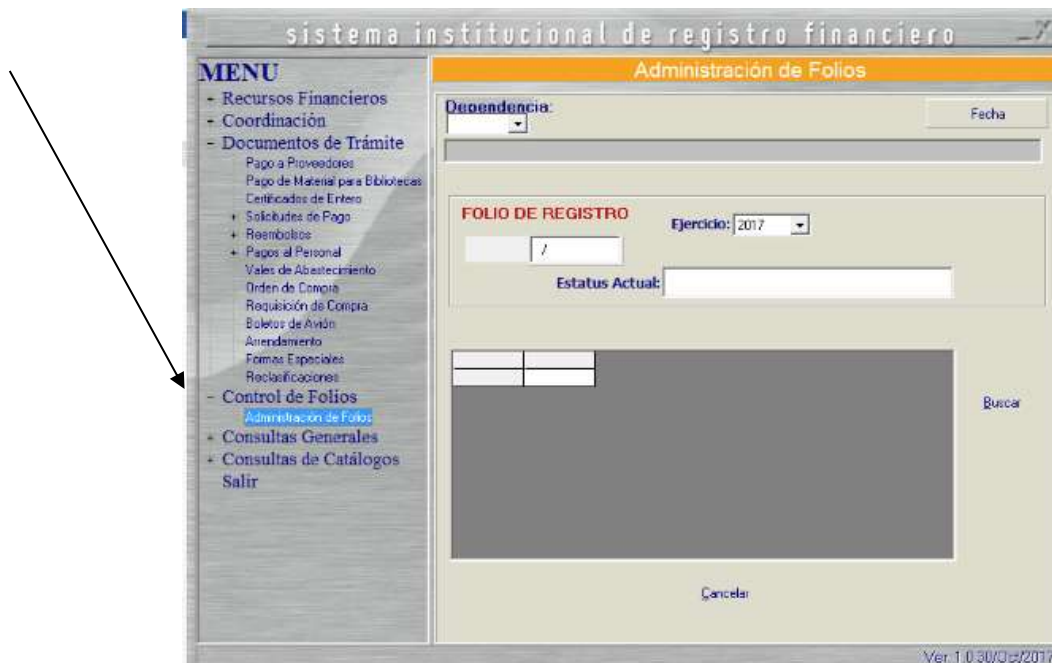 sistema institucional de registro financiero
MENU
+ Recursos Financieros
+ Coordinación
- Documentos de Trámite
Pago a Proveedores
Pago de Material para Bibliotecas
Certificados de Entero
+ Solicitudes de Pago
+ Reembolsos
+ Pagos al Personal
Vales de Abastecimiento
Orden de Compra
Requisición de Compra
Boletos de Avión
Arrendamiento
Formas Especiales
Reclasificaciones
- Control de Folios
Administración de Folios
+ Consultas Generales
+ Consultas de Catálogos
Salir
Administración de Folios
Dependencia:
Fecha
FOLIO DE REGISTRO
Ejercicio: 2017
/
Estatus Actual:
Buscar
Cancelar
Ver. 1.0 30/Oct/2017